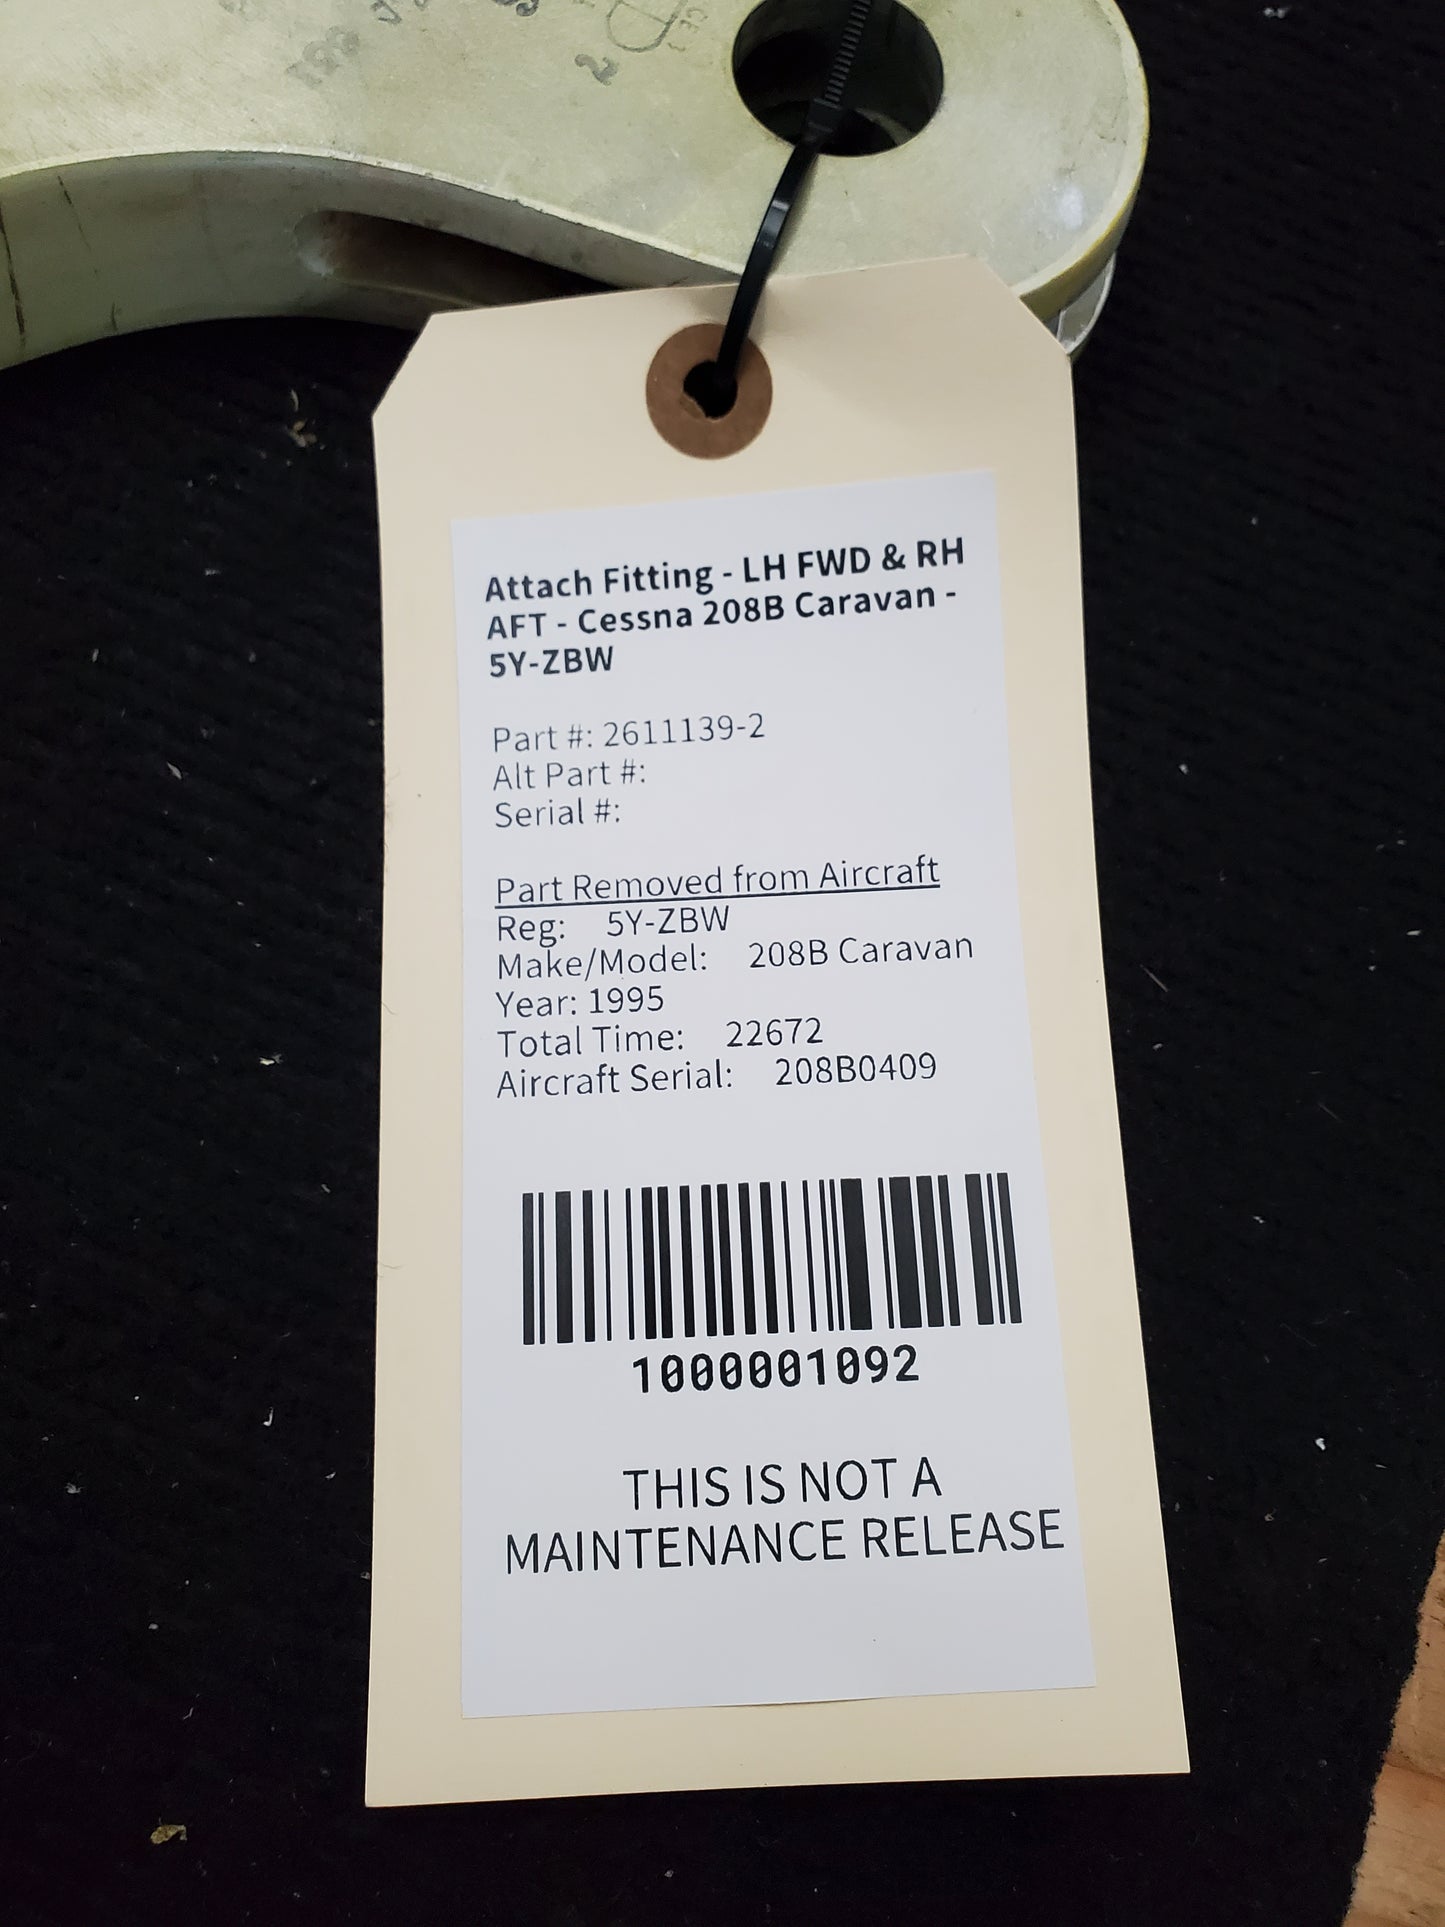 Attach Fitting - LH FWD & RH
AFT - Cessna 208B Caravan -
5Y-ZBW
Part #: 2611139-2
Alt Part #:
Serial #:
Part Removed from Aircraft
Reg: 5Y-ZBW
Make/Model: 208B Caravan
Year: 1995
Total Time: 22672
Aircraft Serial: 208B0409
1000001092
THIS IS NOT A
MAINTENANCE RELEASE